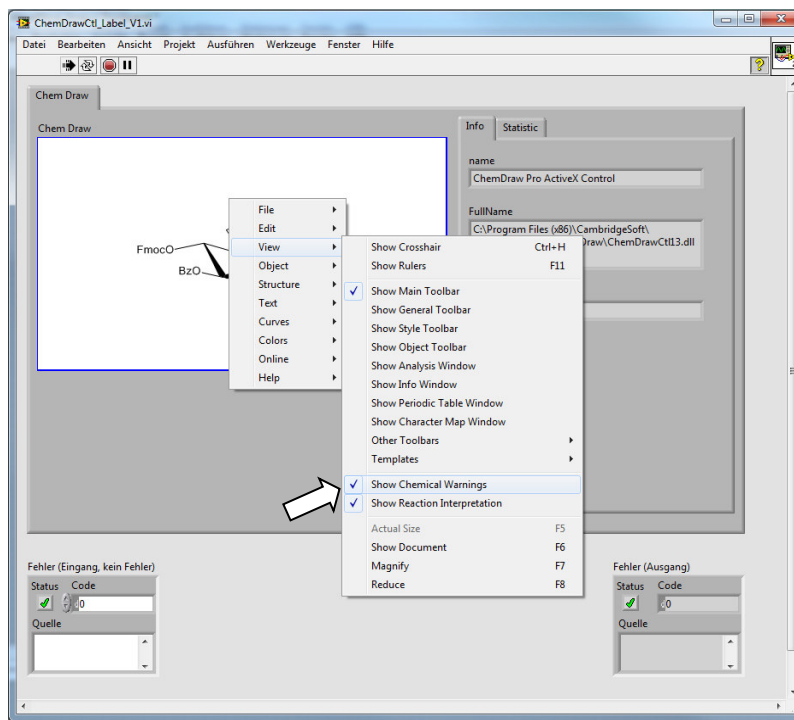 ChemDrawCtl_Label_V1.vi
Datei Bearbeiten Ansicht Projekt Ausführen Werkzeuge Fenster Hilfe
Chem Draw
Chem Draw
FmocO
BzO
File
Edit
View
Object
Structure
Text
Curves
Colors
Online
Help
Show Crosshair Ctrl+H
Show Rulers F11
Show Main Toolbar
Show General Toolbar
Show Style Toolbar
Show Object Toolbar
Show Analysis Window
Show Info Window
Show Periodic Table Window
Show Character Map Window
Other Toolbars
Templates
Show Chemical Warnings
Show Reaction Interpretation
Actual Size F5
Show Document F6
Magnify F7
Reduce F8
Info Statistic
name
ChemDraw Pro ActiveX Control
FullName
C:\Program Files (x86)\CambridgeSoft\
Draw\ChemDrawCtl13.dll
Fehler (Eingang, kein Fehler)
Status Code
0
Quelle
Fehler (Ausgang)
Status Code
0
Quelle